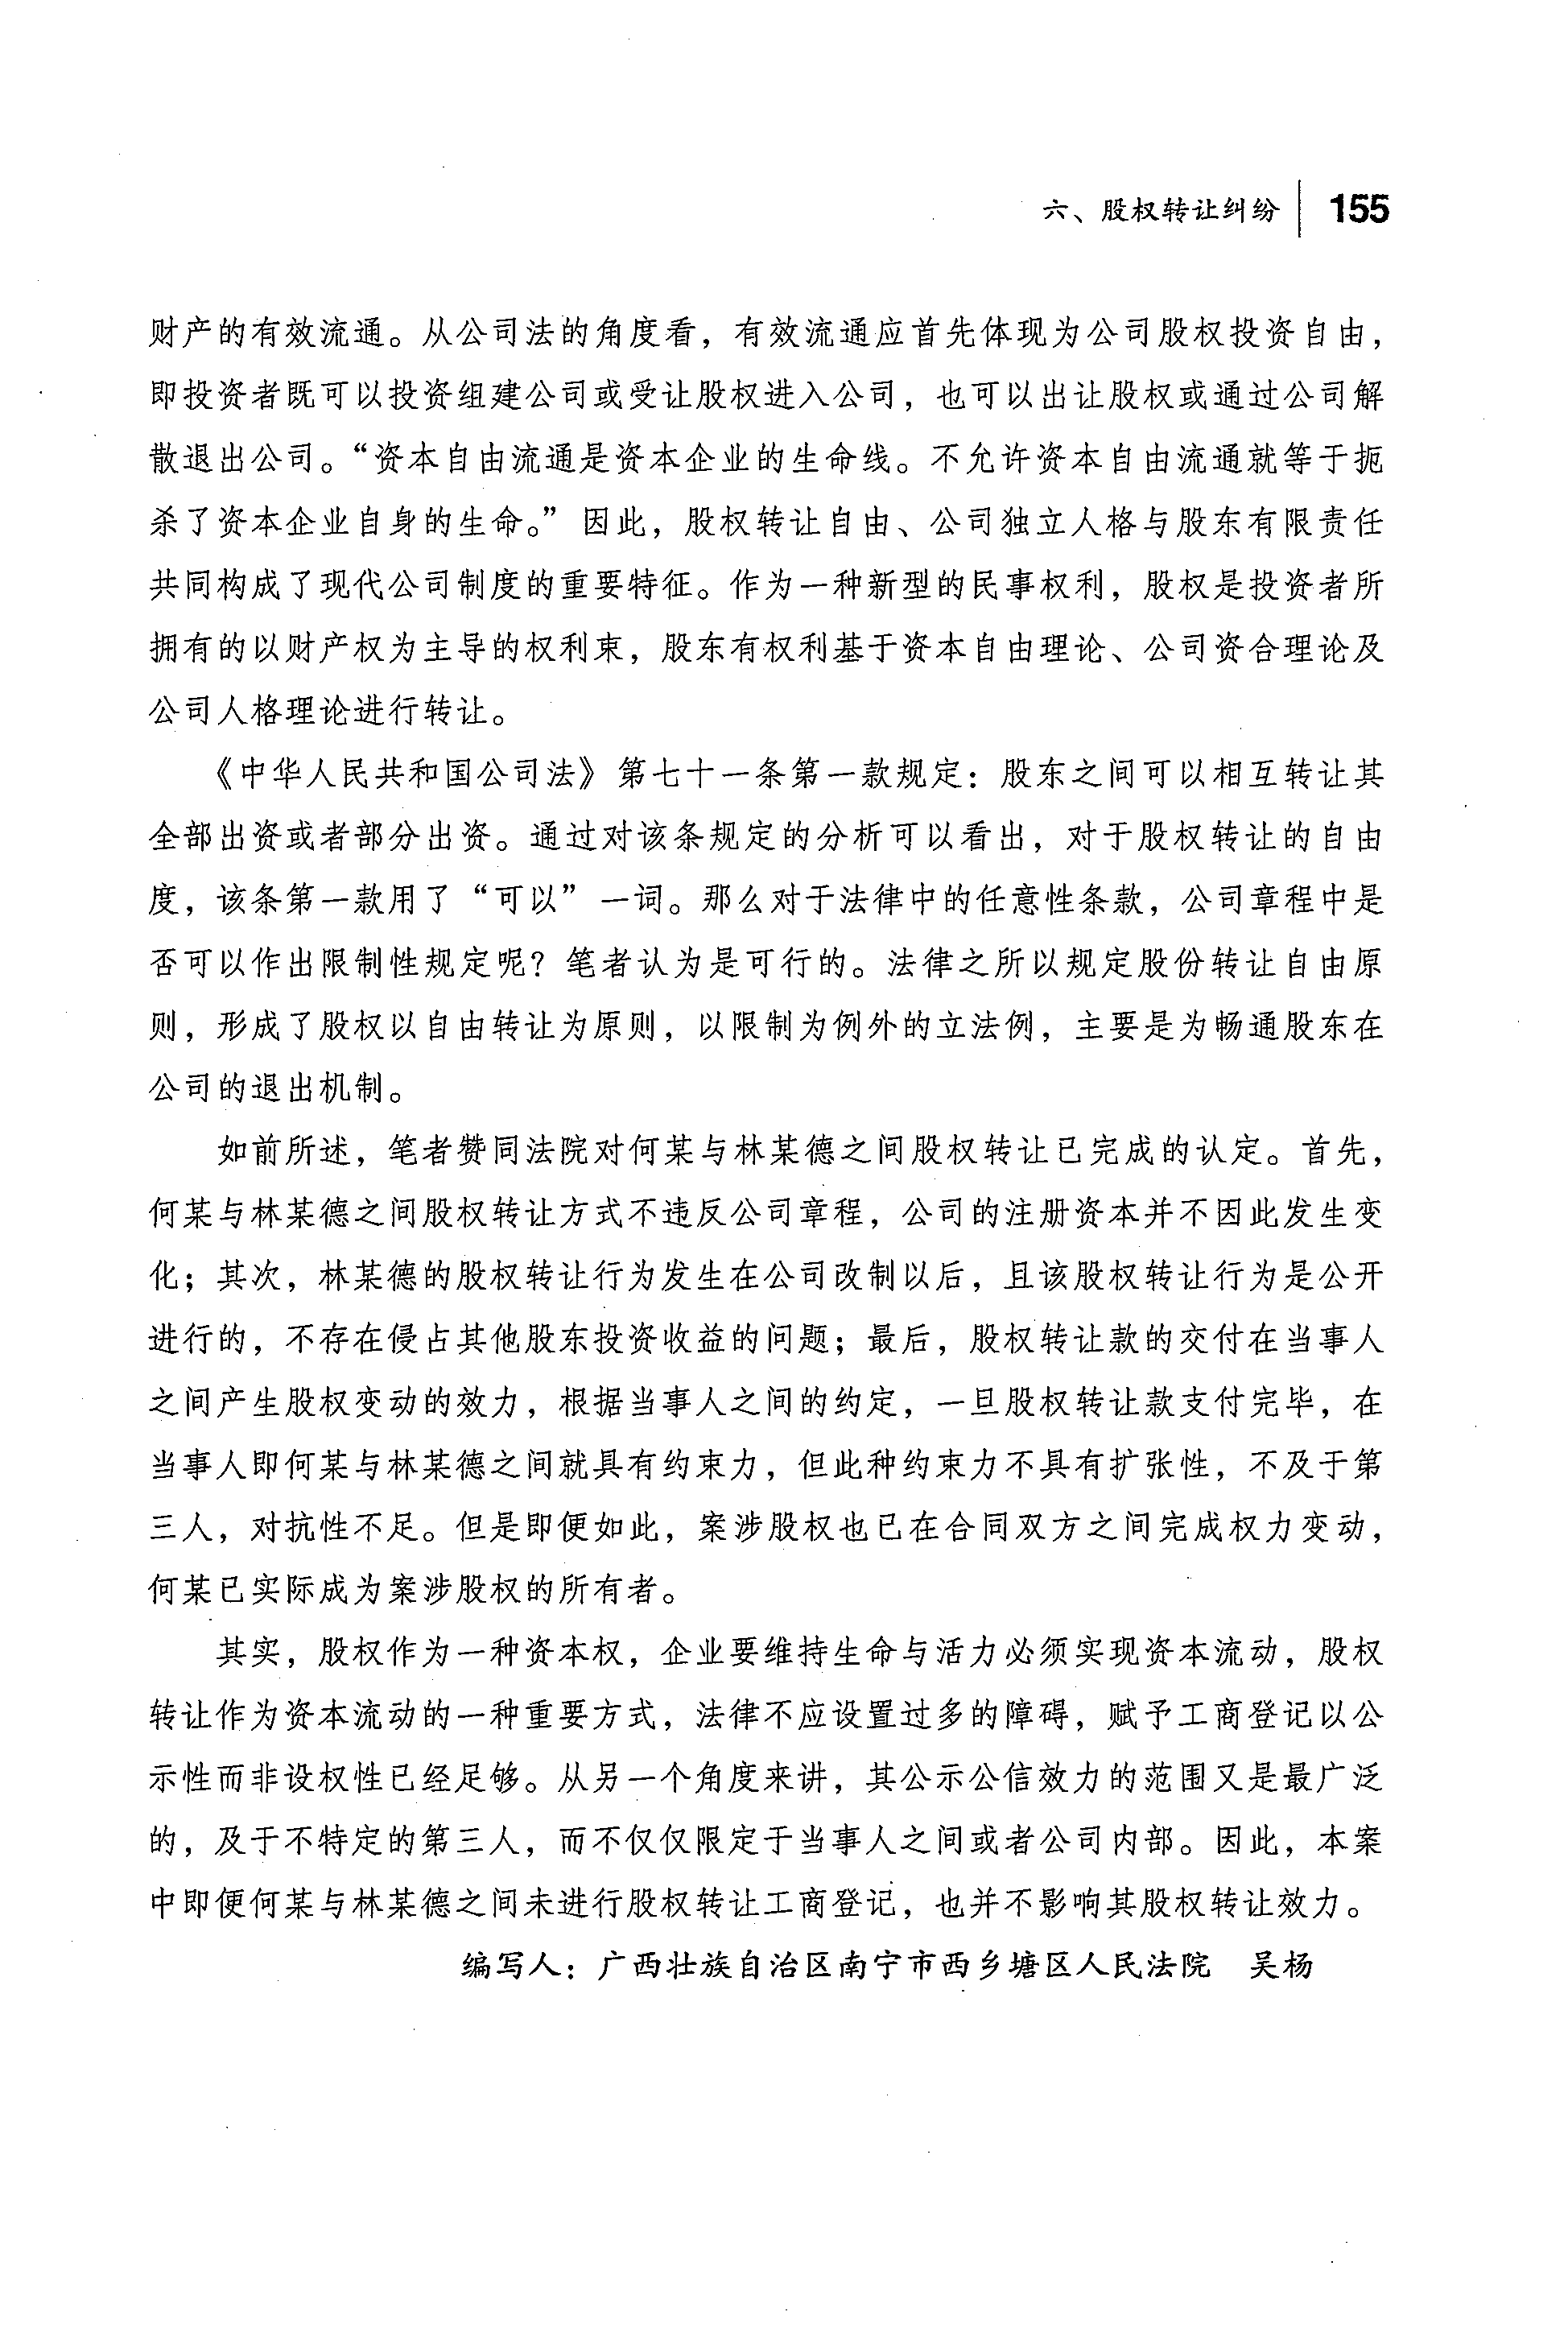 六、股权转让纠纷 155
财产的有效流通。从公司法的角度看，有效流通应首先体现为公司股权投资自由，
即投资者既可以投资组建公司或受让股权进入公司，也可以出让股权或通过公司解
散退出公司。“资本自由流通是资本企业的生命线。不允许资本自由流通就等于扼
杀了资本企业自身的生命。”因此，股权转让自由、公司独立人格与股东有限责任
共同构成了现代公司制度的重要特征。作为一种新型的民事权利，股权是投资者所
拥有的以财产权为主导的权利束，股东有权利基于资本自由理论、公司资合理论及
公司人格理论进行转让。
《中华人民共和国公司法》第七十一条第一款规定：股东之间可以相互转让其
全部出资或者部分出资。通过对该条规定的分析可以看出，对于股权转让的自由
度，该条第一款用了“可以”一词。那么对于法律中的任意性条款，公司章程中是
否可以作出限制性规定呢？笔者认为是可行的。法律之所以规定股份转让自由原
则，形成了股权以自由转让为原则，以限制为例外的立法例，主要是为畅通股东在
公司的退出机制。
如前所述，笔者赞同法院对何某与林某德之间股权转让已完成的认定。首先，
何某与林某德之间股权转让方式不违反公司章程，公司的注册资本并不因此发生变
化；其次，林某德的股权转让行为发生在公司改制以后，且该股权转让行为是公开
进行的，不存在侵占其他股东投资收益的问题；最后，股权转让款的交付在当事人
之间产生股权变动的效力，根据当事人之间的约定，一旦股权转让款支付完毕，在
当事人即何某与林某德之间就具有约束力，但此种约束力不具有扩张性，不及于第
三人，对抗性不足。但是即便如此，案涉股权也已在合同双方之间完成权力变动，
何某已实际成为案涉股权的所有者。
其实，股权作为一种资本权，企业要维持生命与活力必须实现资本流动，股权
转让作为资本流动的一种重要方式，法律不应设置过多的障碍，赋予工商登记以公
示性而非设权性已经足够。从另一个角度来讲，其公示公信效力的范围又是最广泛
的，及于不特定的第三人，而不仅仅限定于当事人之间或者公司内部。因此，本案
中即便何某与林某德之间未进行股权转让工商登记，也并不影响其股权转让效力。
编写人：广西壮族自治区南宁市西乡塘区人民法院 吴杨